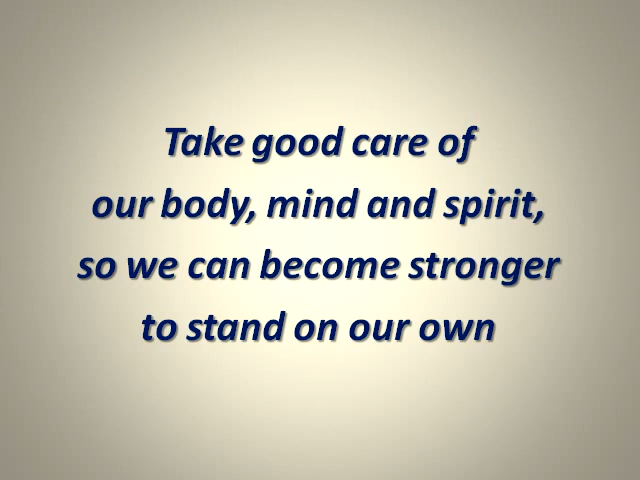 Take good care of
our body, mind and spirit,
so we can become stronger
to stand on our own